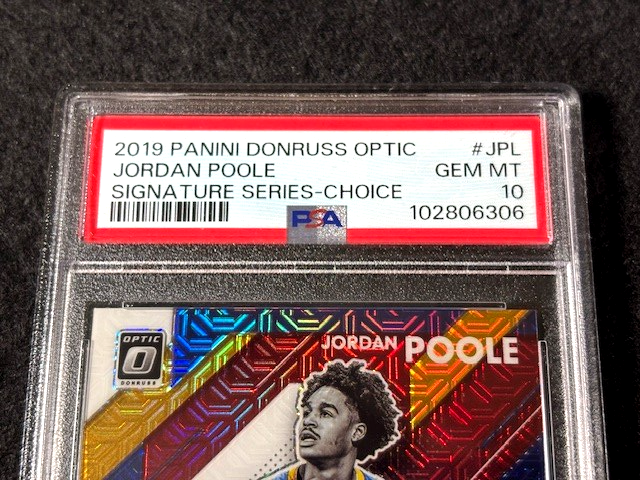 2019 PANINI DONRUSS OPTIC #JPL
JORDAN POOLE GEM MT
SIGNATURE SERIES-CHOICE 10
PSA 102806306
OPTIC
DONRUSS
JORDAN POOLE